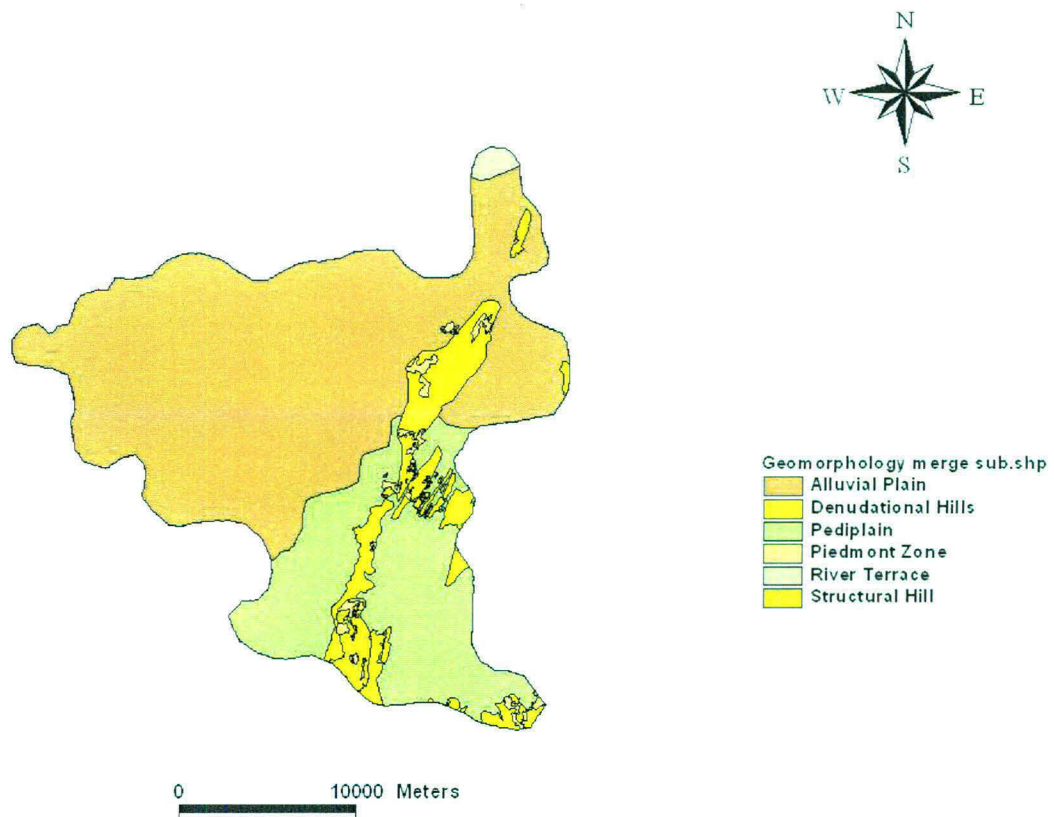 N
W E
S
Geomorphology merge sub.shp
Alluvial Plain
Denudational Hills
Pediplain
Piedmont Zone
River Terrace
Structural Hill
0 10000 Meters